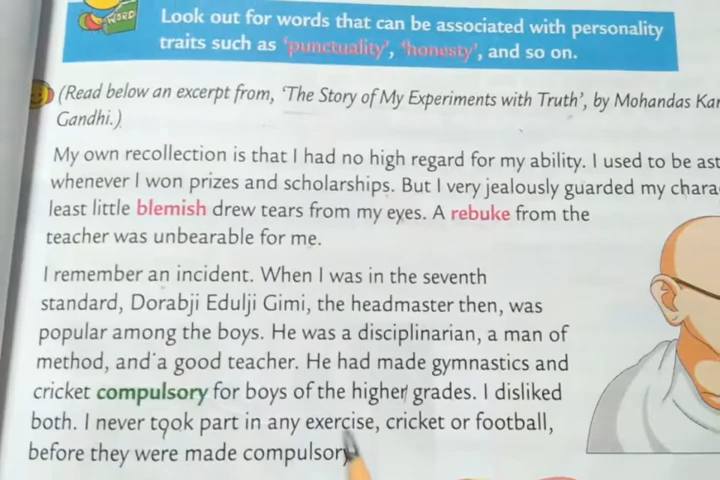 WORD
Look out for words that can be associated with personality
traits such as 'punctuality', 'honesty', and so on.
(Read below an excerpt from, 'The Story of My Experiments with Truth', by Mohandas
Gandhi.)
My own recollection is that I had no high regard for my ability. I used to be
whenever I won prizes and scholarships. But I very jealously guarded my
least little blemish drew tears from my eyes. A rebuke from the
teacher was unbearable for me.
I remember an incident. When I was in the seventh
standard, Dorabji Edulji Gimi, the headmaster then, was
popular among the boys. He was a disciplinarian, a man of
method, and a good teacher. He had made gymnastics and
cricket compulsory for boys of the higher grades. I disliked
both. I never took part in any exercise, cricket or football,
before they were made compulsory